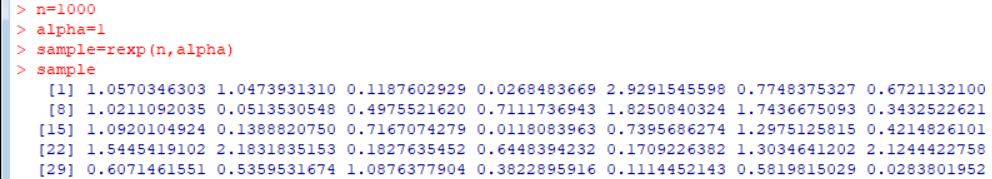 > n=1000
> alpha=1
> sample=rexp(n,alpha)
> sample
[1] 1.0570346303 1.0473931310 0.1187602929 0.0268483669 2.9291545598 0.7748375327 0.6721132100
[8] 1.0211092035 0.0513530548 0.4975521620 0.7111736943 1.8250840324 1.7436675093 0.3432522621
[15] 1.0920104924 0.1388820750 0.7167074279 0.0118083963 0.7395686274 1.2975125815 0.4214826101
[22] 1.5445419102 2.1831835153 0.1827635452 0.6448394232 0.1709226382 1.3034641202 2.1244422758
[29] 0.6071461551 0.5359531674 1.0876377904 0.3822895916 0.1114452143 0.5819815029 0.0283801952